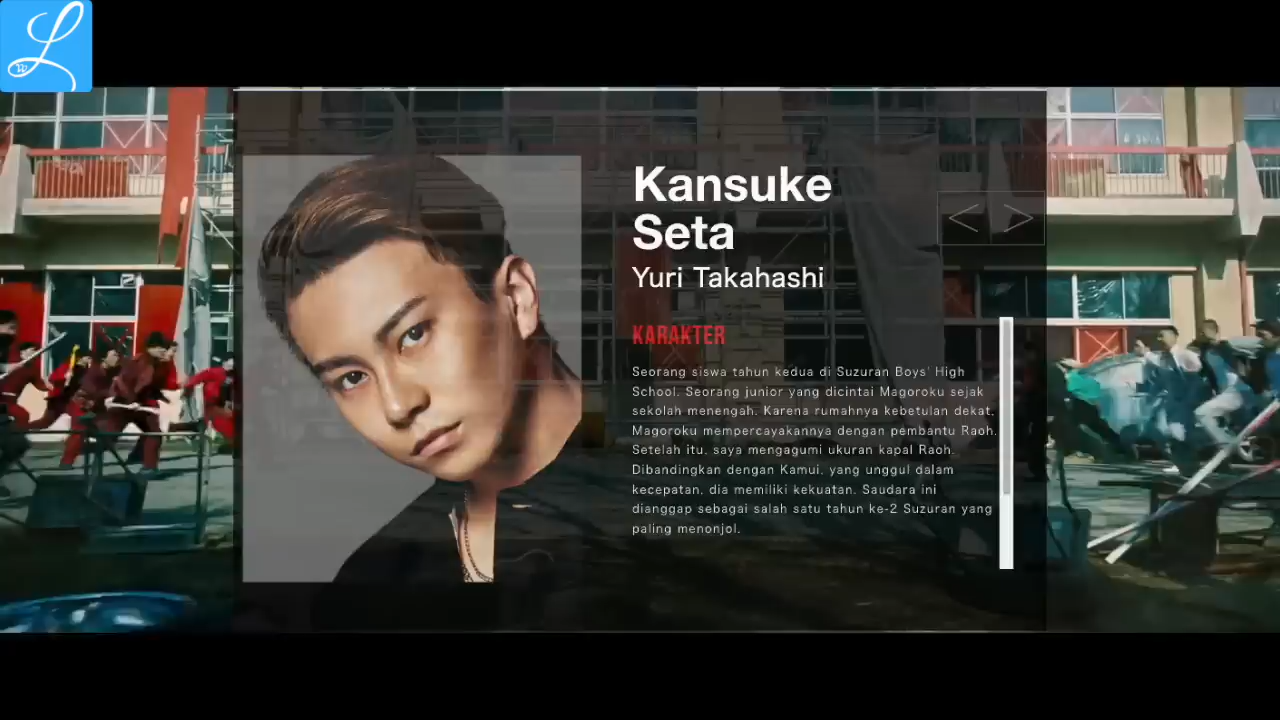 Kansuke
Seta
Yuri Takahashi
KARAKTER
Seorang siswa tahun kedua di Suzuran Boys' High
School. Seorang junior yang dicintai Magoroku sejak
sekolah menengah. Karena rumahnya kebetulan dekat,
Magoroku mempercayakannya dengan pembantu Raoh.
Setelah itu, saya mengagumi ukuran kapal Raoh.
Dibandingkan dengan Kamui, yang unggul dalam
kecepatan, dia memiliki kekuatan. Saudara ini
dianggap sebagai salah satu tahun ke-2 Suzuran yang
paling menonjol.